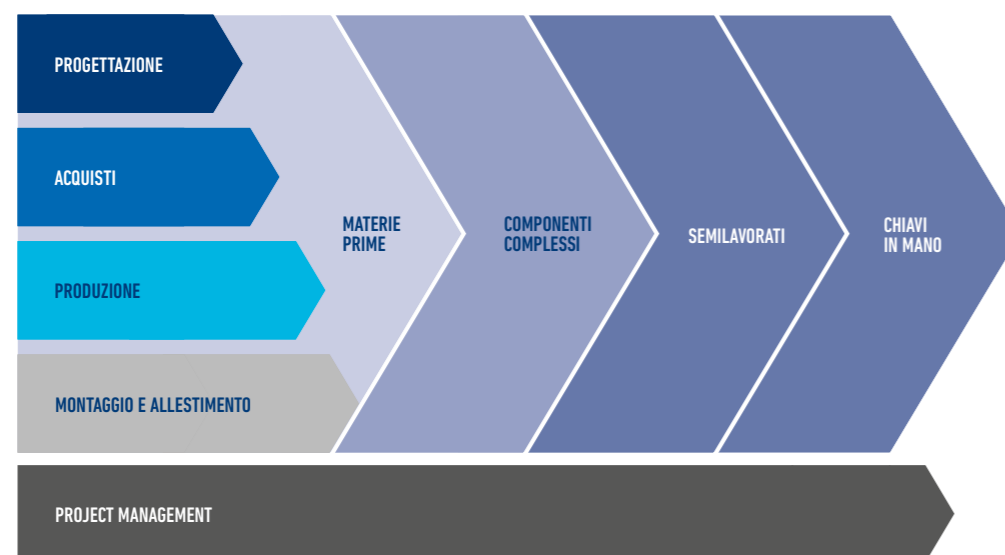 PROGETTAZIONE
ACQUISTI
PRODUZIONE
MONTAGGIO E ALLESTIMENTO
MATERIE
PRIME
COMPONENTI
COMPLESSI
SEMILAVORATI
CHIAVI
IN MANO
PROJECT MANAGEMENT